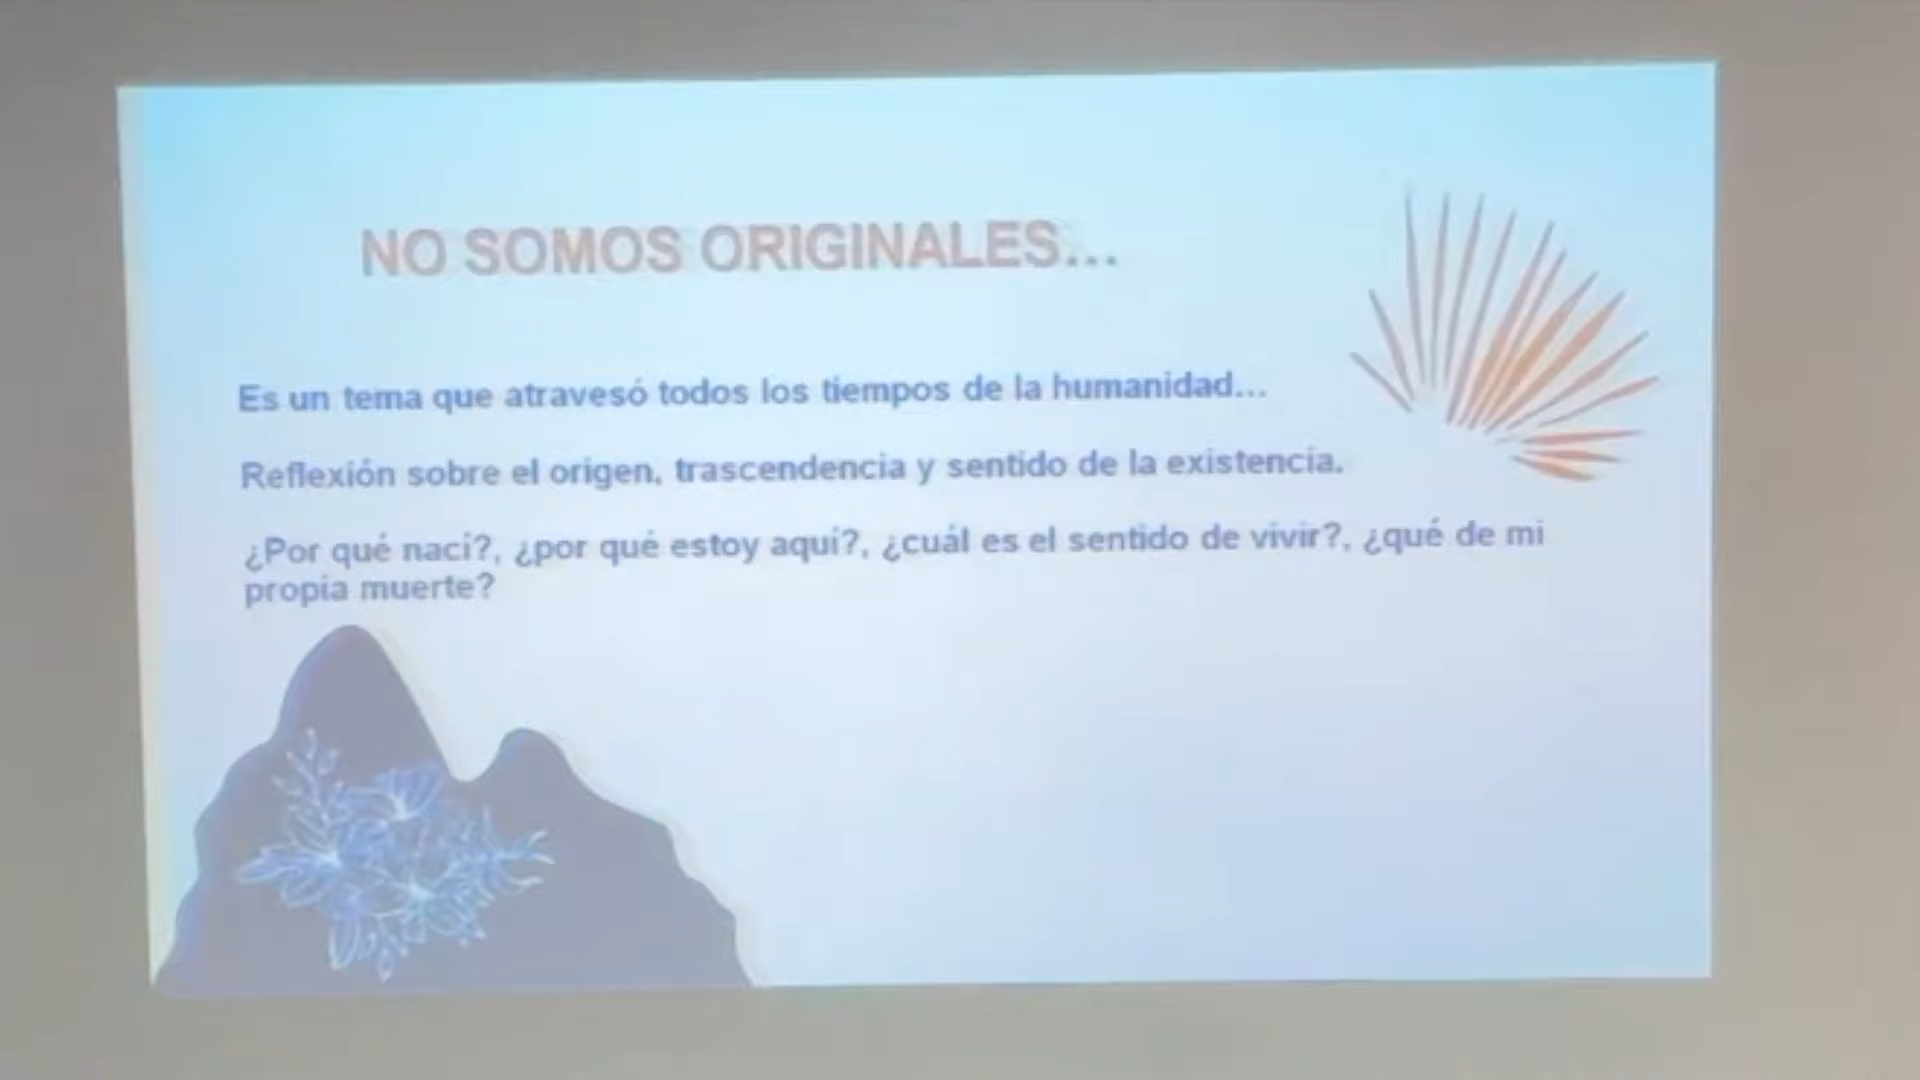 NO SOMOS ORIGINALES...
Es un tema que atravesó todos los tiempos de la humanidad...
Reflexión sobre el origen, trascendencia y sentido de la existencia.
¿Por qué nací?, ¿por qué estoy aquí?, ¿cuál es el sentido de vivir?, ¿qué de mi
propia muerte?